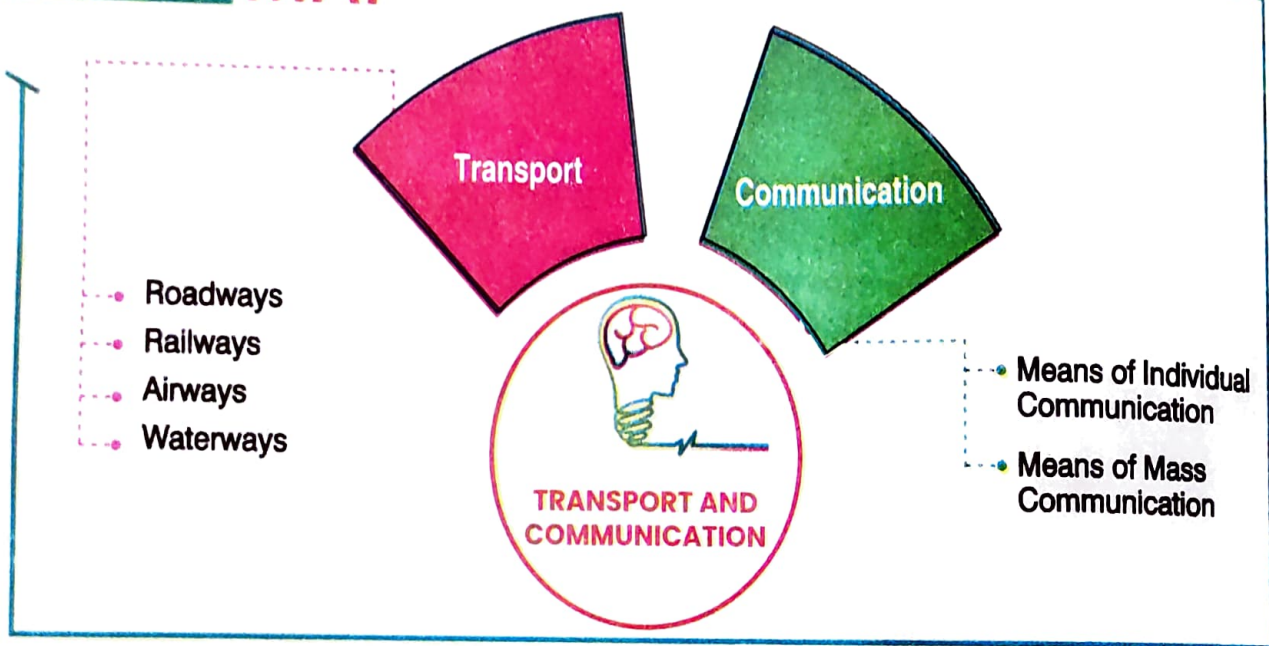 Transport
Communication
Roadways
Railways
Airways
Waterways
Means of Individual
Communication
Means of Mass
Communication
TRANSPORT AND
COMMUNICATION